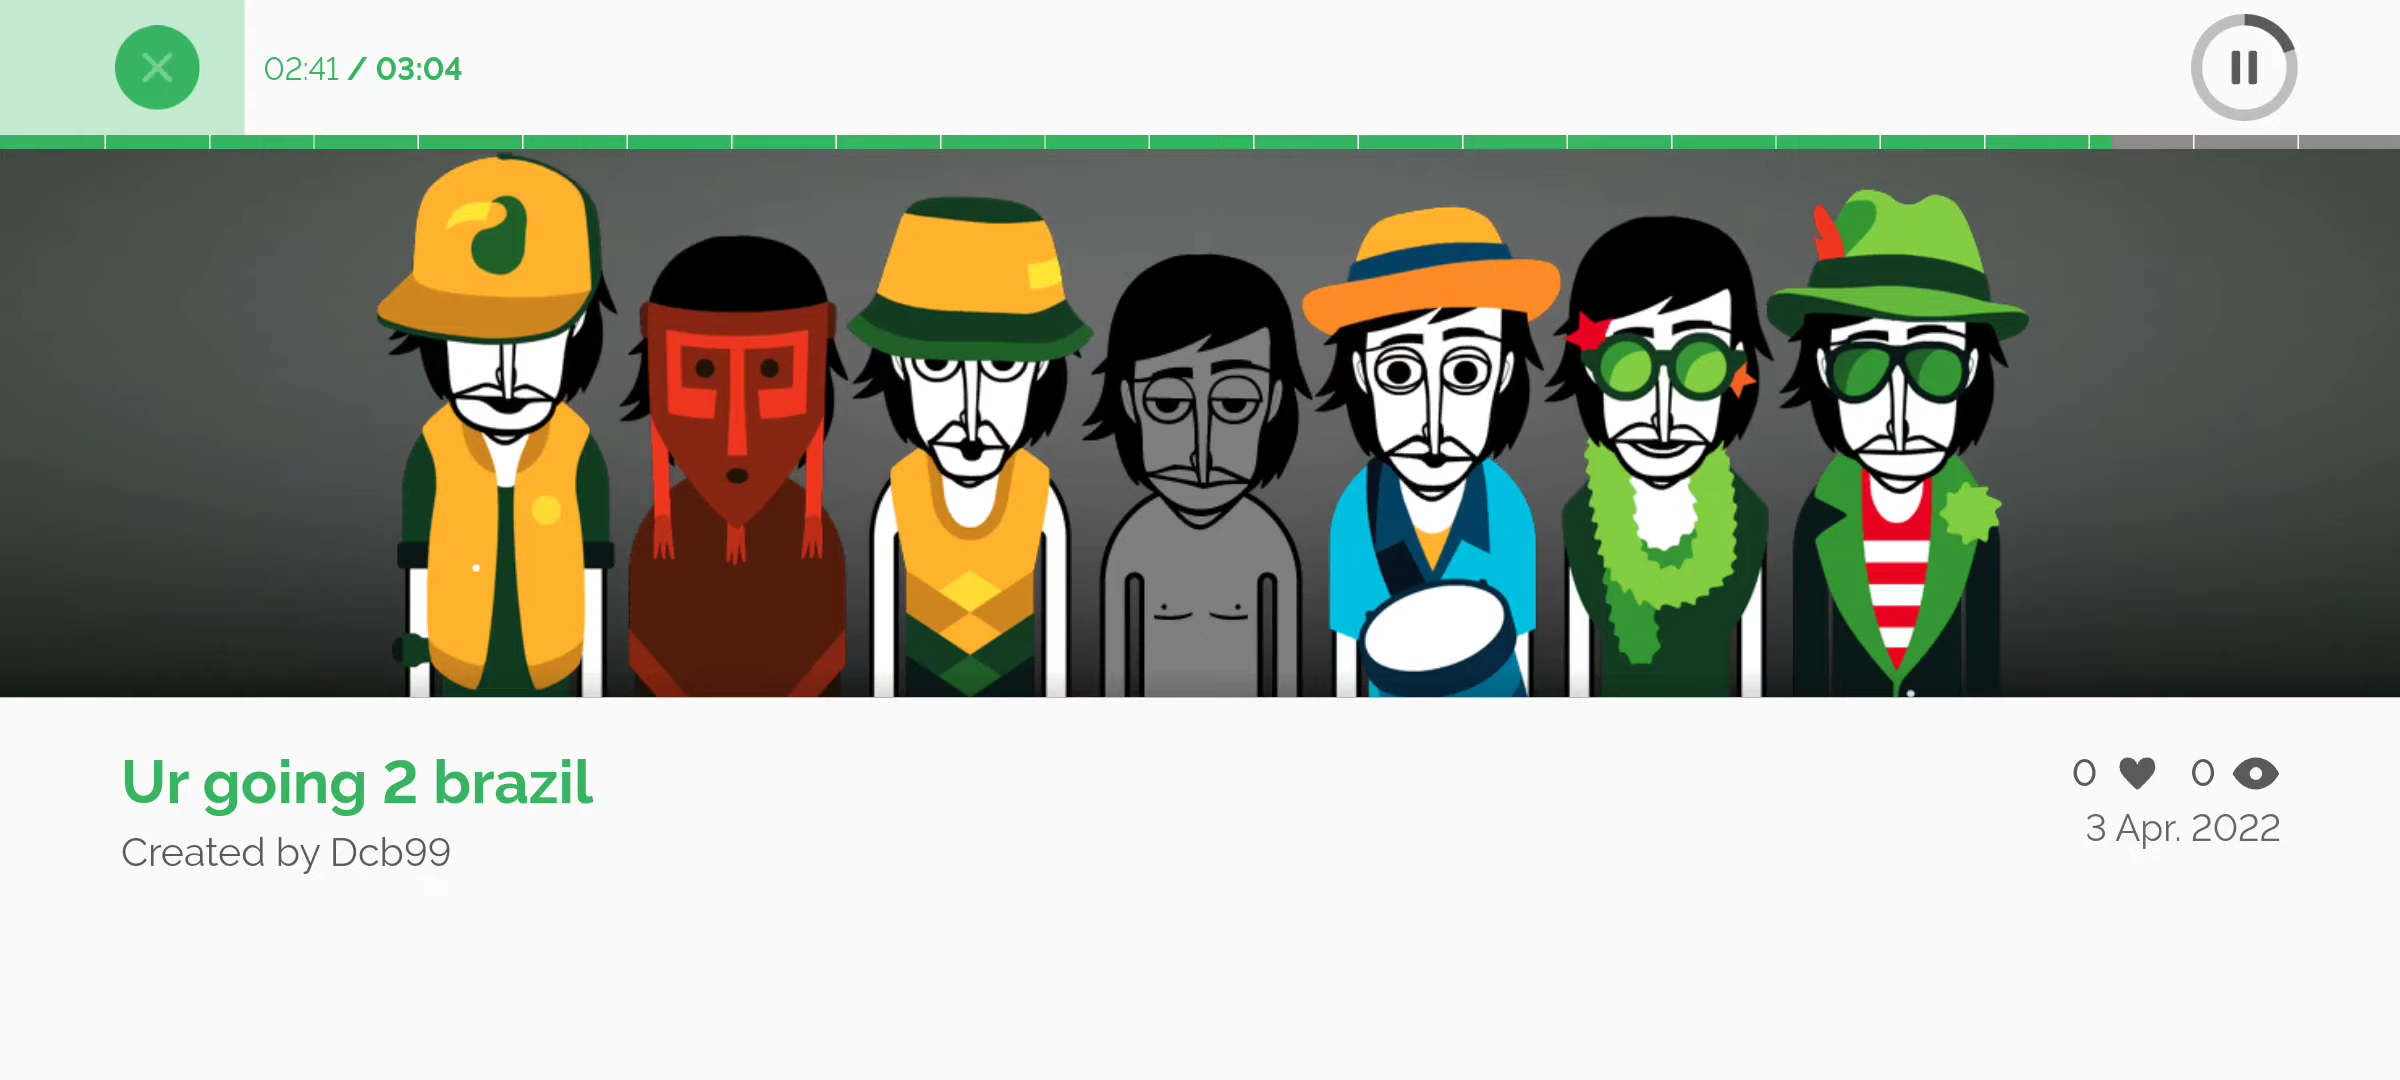 02:41 / 03:04
Ur going 2 brazil
Created by Dcb99
0 0
3 Apr. 2022